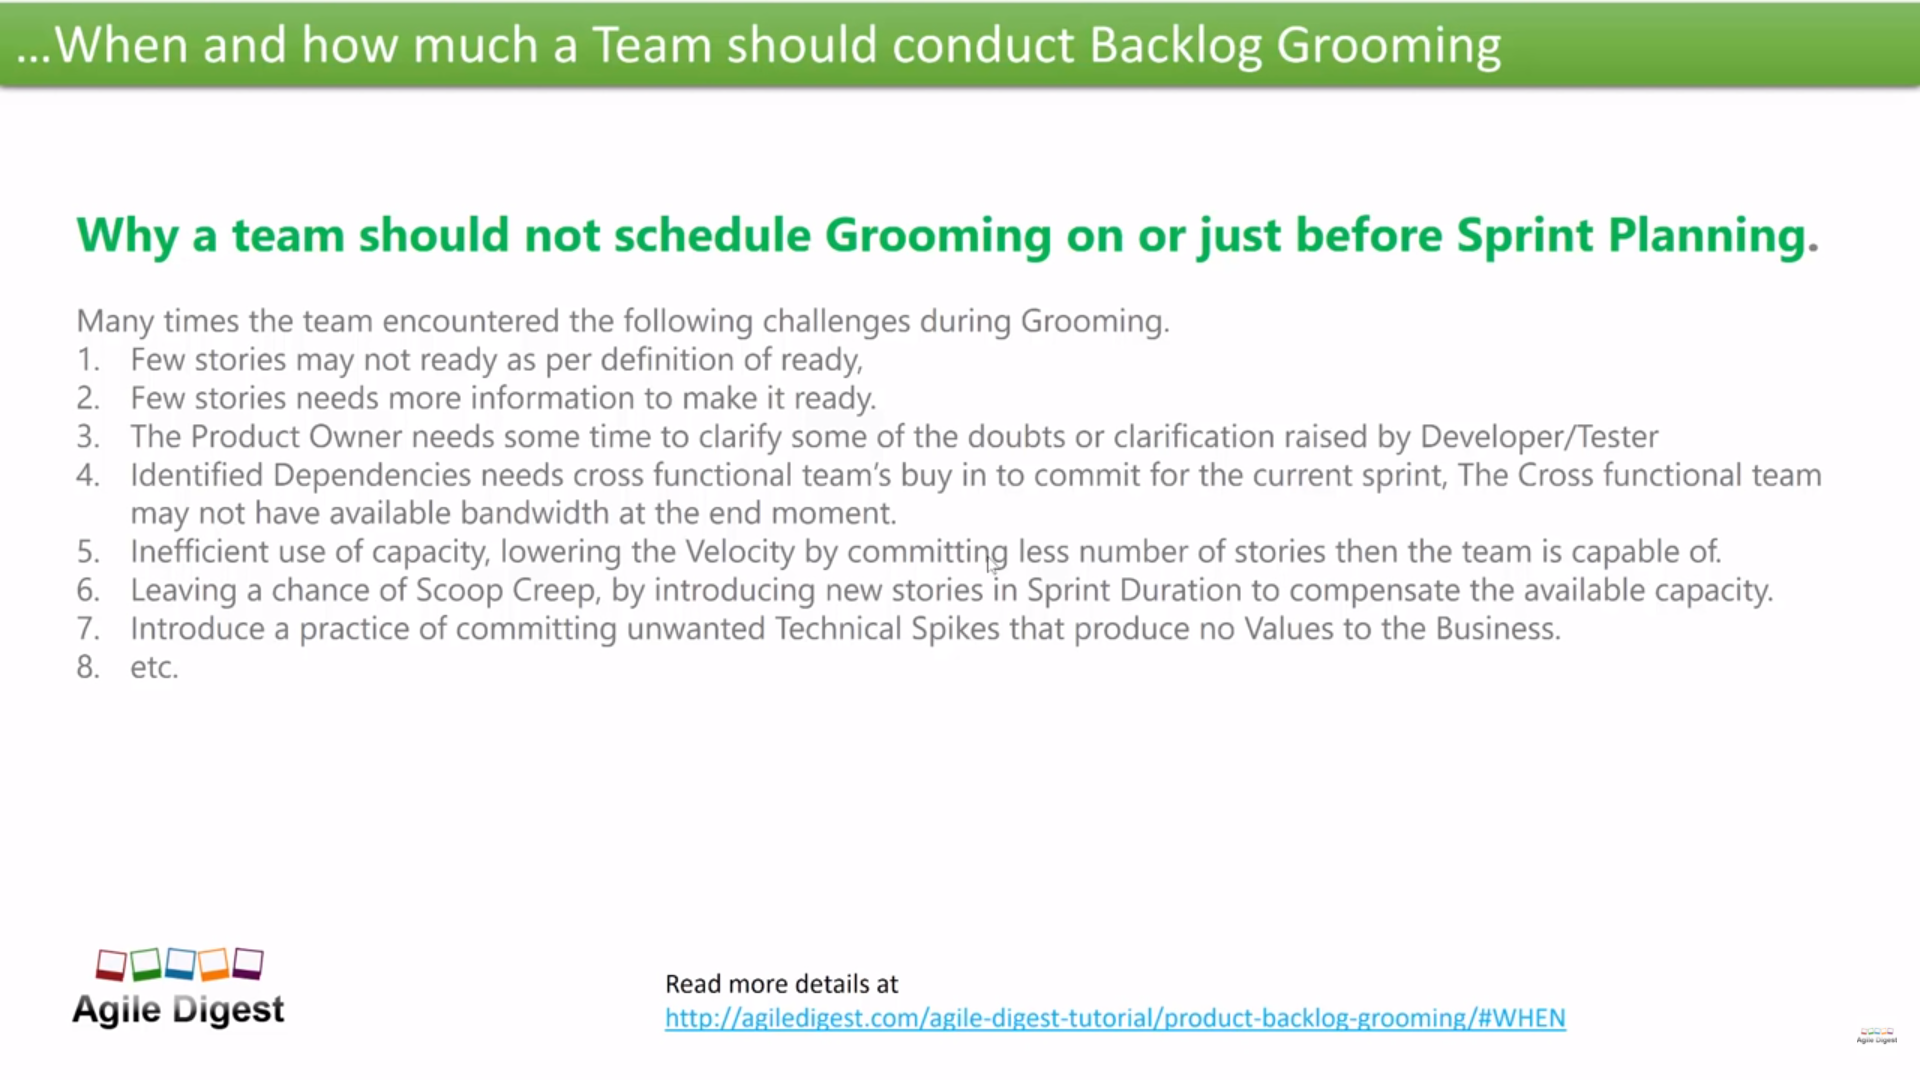 ...When and how much a Team should conduct Backlog Grooming
Why a team should not schedule Grooming on or just before Sprint Planning.
Many times the team encountered the following challenges during Grooming.
1. Few stories may not ready as per definition of ready,
2. Few stories needs more information to make it ready.
3. The Product Owner needs some time to clarify some of the doubts or clarification raised by Developer/Tester
4. Identified Dependencies needs cross functional team's buy in to commit for the current sprint, The Cross functional team
may not have available bandwidth at the end moment.
5. Inefficient use of capacity, lowering the Velocity by committing less number of stories then the team is capable of.
6. Leaving a chance of Scoop Creep, by introducing new stories in Sprint Duration to compensate the available capacity.
7. Introduce a practice of committing unwanted Technical Spikes that produce no Values to the Business.
8. etc.
Agile Digest
Read more details at
http://agiledigest.com/agile-digest-tutorial/product-backlog-grooming/#WHEN
Agile Digest